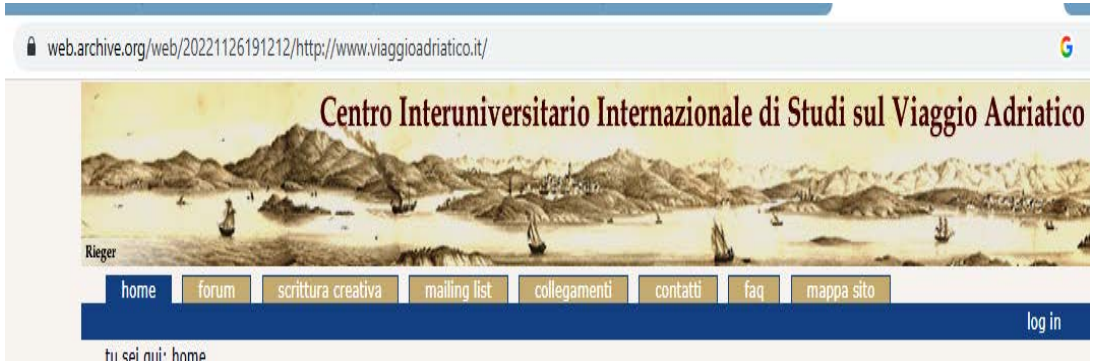 web.archive.org/web/20221126191212/http://www.viaggioadriatico.it/
Centro Interuniversitario Internazionale di Studi sul Viaggio Adriatico
Rieger
home forum scrittura creativa mailing list collegamenti contatti faq mappa sito
log in
tu sei qui: home